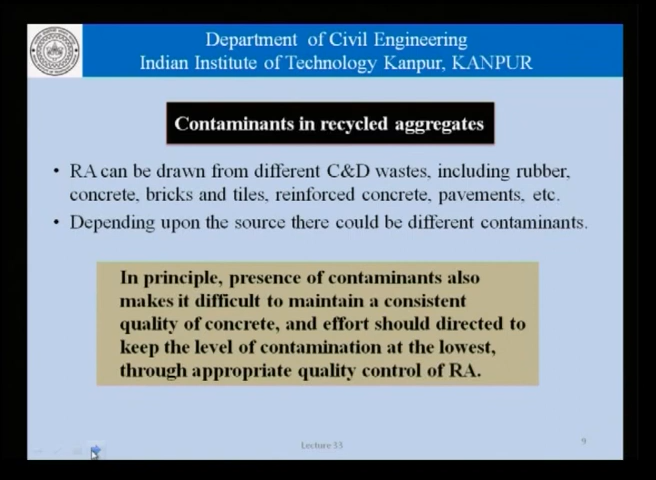 Department of Civil Engineering
Indian Institute of Technology Kanpur, KANPUR
Contaminants in recycled aggregates
• RA can be drawn from different C&D wastes, including rubber,
concrete, bricks and tiles, reinforced concrete, pavements, etc.
• Depending upon the source there could be different contaminants.
In principle, presence of contaminants also
makes it difficult to maintain a consistent
quality of concrete, and effort should directed to
keep the level of contamination at the lowest,
through appropriate quality control of RA.
Lecture 33
9